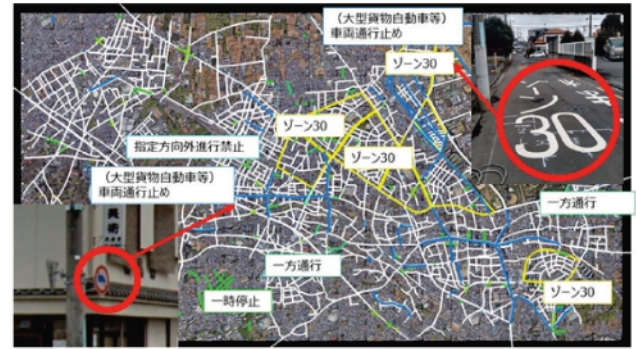 （大型貨物自動車等）
車両通行止め
ゾーン30
ゾーン30
指定方向外進行禁止
ゾーン30
（大型貨物自動車等）
車両通行止め
一方通行
一方通行
一時停止
ゾーン30
ゾーン
30
美術